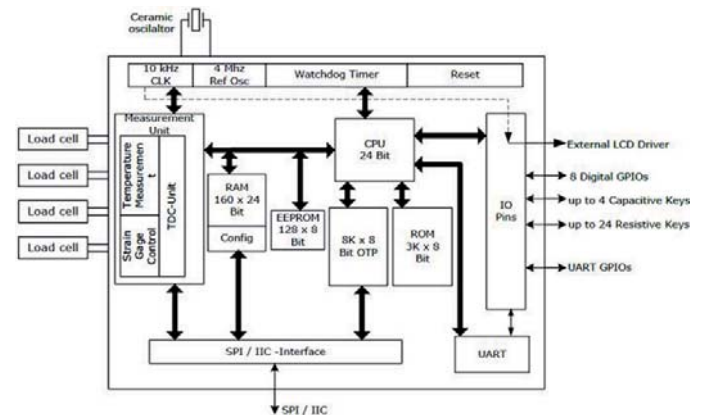 Ceramic
oscilaltor
10 kHz
CLK
4 Mhz
Ref Osc
Watchdog Timer
Reset
Measurement
Unit
Temperature
Measuremen
t
Strain
Gage
Control
TDC-Unit
Load cell
Load cell
Load cell
Load cell
CPU
24 Bit
RAM
160 x 24
Bit
Config
EEPROM
128 x 8
Bit
8K x 8
Bit OTP
ROM
3K x 8
Bit
IO
Pins
External LCD Driver
8 Digital GPIOs
up to 4 Capacitive Keys
up to 24 Resistive Keys
UART GPIOs
SPI / IIC -Interface
UART
SPI / IIC